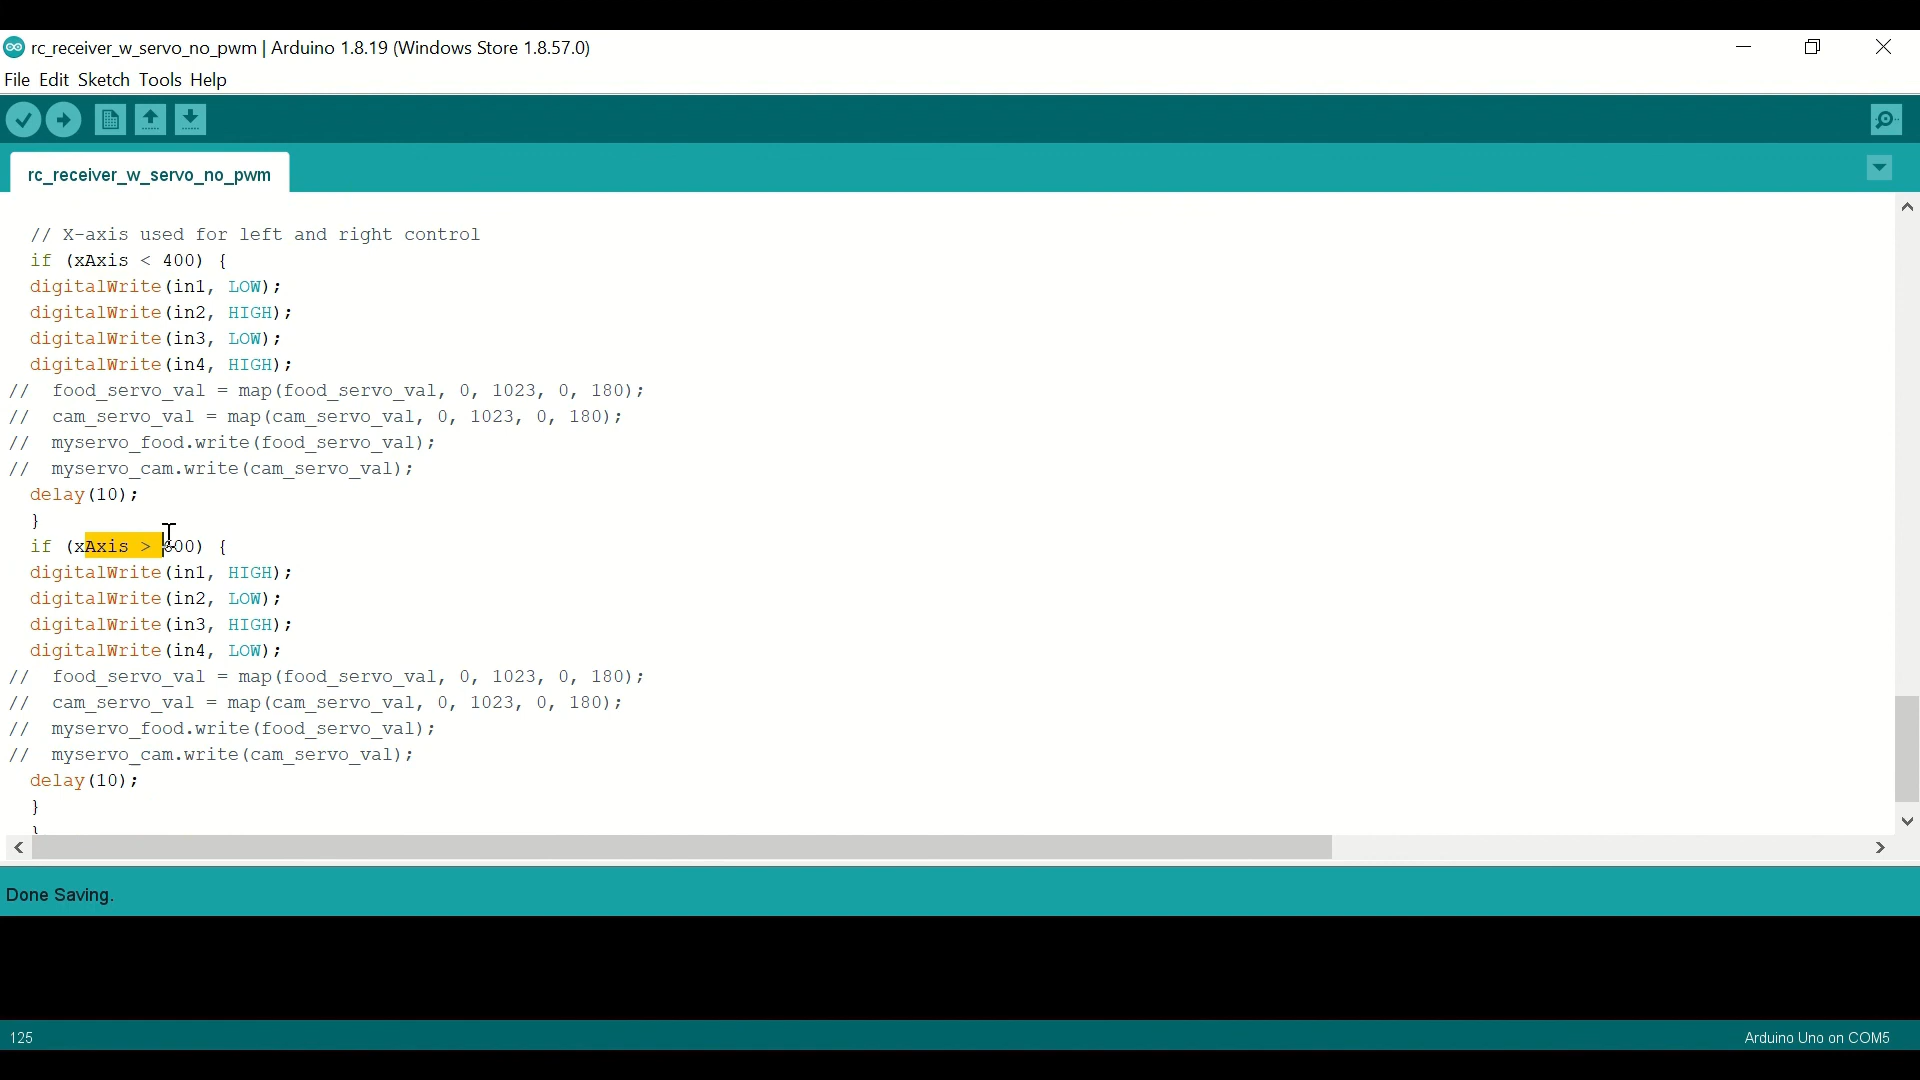 rc_receiver_w_servo_no_pwm | Arduino 1.8.19 (Windows Store 1.8.57.0)
File Edit Sketch Tools Help
rc_receiver_w_servo_no_pwm
// X-axis used for left and right control
if (xAxis < 400) {
digitalWrite(in1, LOW);
digitalWrite(in2, HIGH);
digitalWrite(in3, LOW);
digitalWrite(in4, HIGH);
// food_servo_val = map(food_servo_val, 0, 1023, 0, 180);
// cam_servo_val = map(cam_servo_val, 0, 1023, 0, 180);
// myservo_food.write(food_servo_val);
// myservo_cam.write(cam_servo_val);
delay(10);
}
if (xAxis > 600) {
digitalWrite(in1, HIGH);
digitalWrite(in2, LOW);
digitalWrite(in3, HIGH);
digitalWrite(in4, LOW);
// food_servo_val = map(food_servo_val, 0, 1023, 0, 180);
// cam_servo_val = map(cam_servo_val, 0, 1023, 0, 180);
// myservo_food.write(food_servo_val);
// myservo_cam.write(cam_servo_val);
delay(10);
}
}
Done Saving.
125
Arduino Uno on COM5